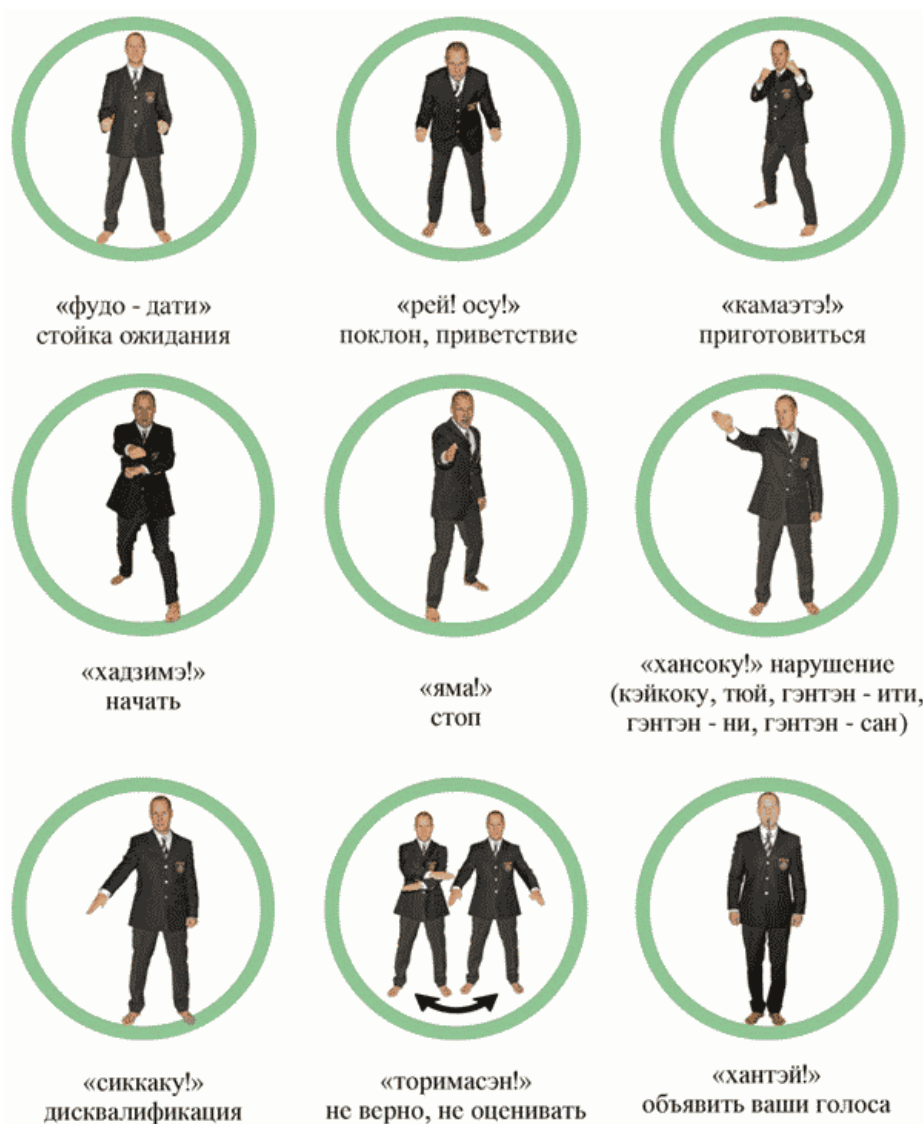 «фудо - дати»
стойка ожидания
«рей! осу!»
поклон, приветствие
«камаэтэ!»
приготовиться
«хадзимэ!»
начать
«яма!»
стоп
«хансоку!» нарушение
(кэйкоку, тюй, гэнтэн - ити,
гэнтэн - ни, гэнтэн - сан)
«сиккаку!»
дисквалификация
«торимасэн!»
не верно, не оценивать
«хантэй!»
объявить ваши голоса